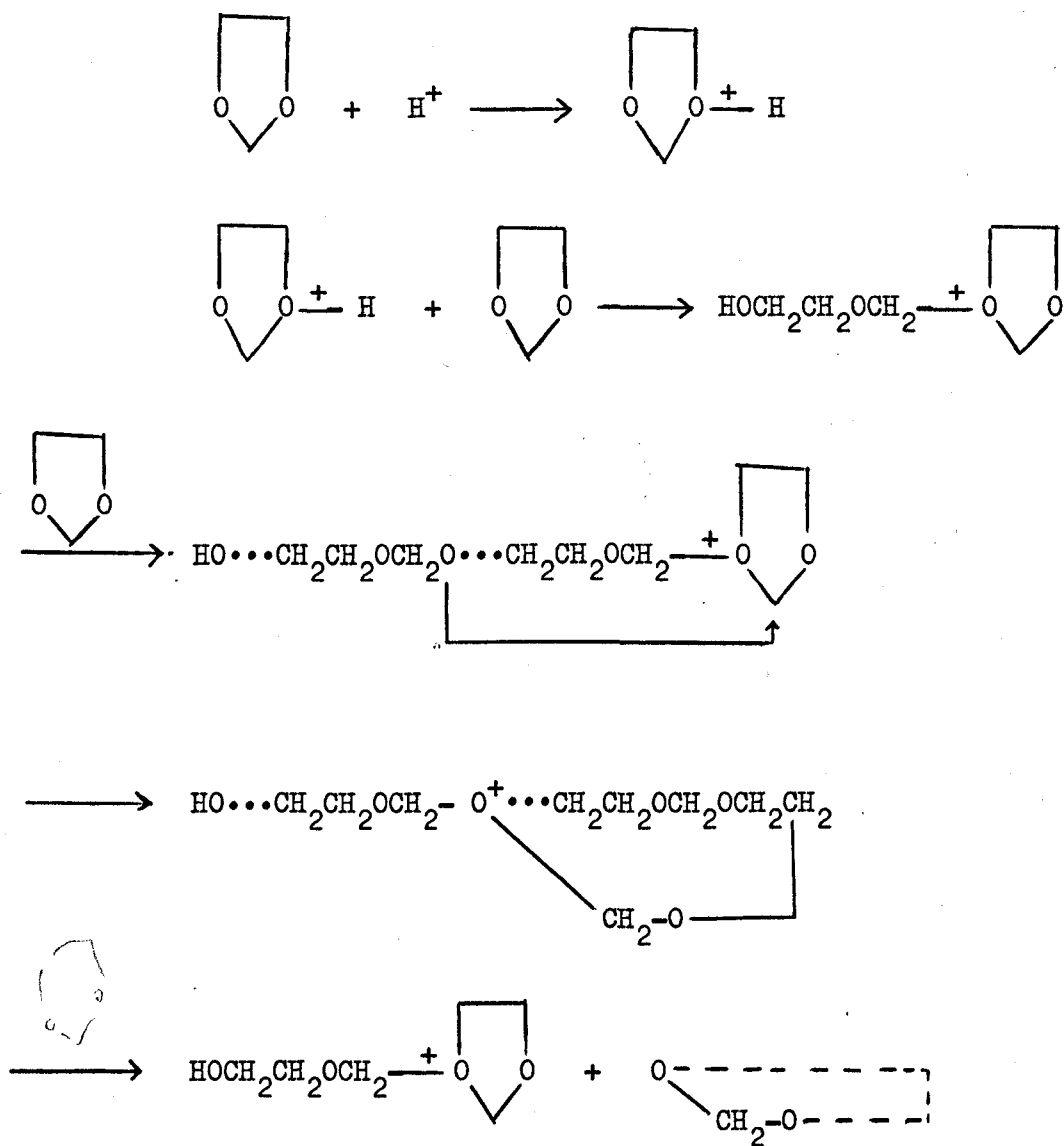 O O + H⁺ ⟶ O O⁺—H
O O⁺—H + O O ⟶ HOCH₂CH₂OCH₂—⁺O O
O O
⟶ HO•••CH₂CH₂OCH₂O•••CH₂CH₂OCH₂—⁺O O
⟶ HO•••CH₂CH₂OCH₂-O⁺•••CH₂CH₂OCH₂OCH₂CH₂
CH₂-O
O O
⟶ HOCH₂CH₂OCH₂—⁺O O + O
CH₂-O